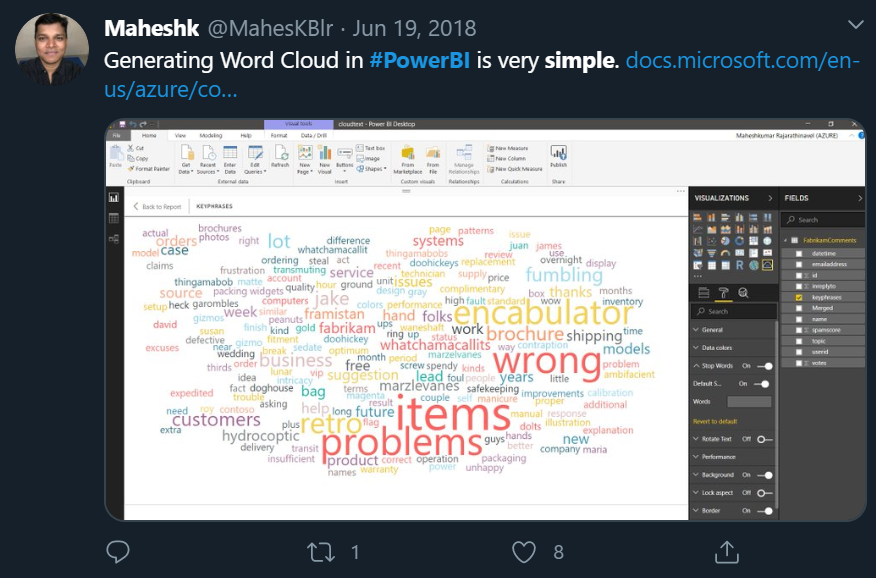 Maheshk @MahesKBlr · Jun 19, 2018
Generating Word Cloud in #PowerBI is very simple. docs.microsoft.com/en-
us/azure/co...
Visual tools
cloudtext - Power BI Desktop
File Home View Modeling Help Format Data / Drill
Maheshkumar Rajarathinavel (AZURE)
Paste
Cut
Copy
Format Painter
Clipboard
Get Data
Recent Sources
Enter Data
Edit Queries
External data
Refresh
New Page
New Visual
Buttons
Text box
Image
Shapes
Insert
From Marketplace
From File
Custom visuals
Manage Relationships
Relationships
New Measure
New Column
New Quick Measure
Calculations
Publish
Share
Back to Report
KEYPHRASES
actual brochures page patterns issue
orders photos right lot difference systems juan james
model case whatchamacallit thingamabobs review use
claims ordering steal act recent doohickeys replacement overnight display
frustration transmuting service technician supply price fumbling
thingamabob matte account hour ground unit issues
source packing widgets quality computers jake design gray complimentary box thanks months
setup heck garombles colors performance high fault standard wow inventory
gizmos week similar framistan hand folks encabulator
david peanuts ups waneshaft
susan finish kind gold fabrikam ring up status work brochure shipping time
defective gizmo fitment doohickey whatchamacallits way contraption models
excuses near break sedate optimum month period marzelvanes
wedding business free screw spendy kinds wrong problem
thirds order lunar vip suggestion lead foul people years little ambifacient
idea intricacy marzlevanes safekeeping
fact doghouse bag terms couple self manicure improvements calibration
trouble magenta proper
need roy contoso asking help long future result items additional
customers plus retro flag manual response
extra dolts illustration
hydrocoptic problems guys hands new explanation
delivery transit better company maria
insufficient product correct operation packaging
names warranty power unhappy
VISUALIZATIONS
R
Search
General
Data colors
Stop Words On
Default S... On
Words
Revert to default
Rotate Text Off
Performance
Background On
Lock aspect Off
Border On
FIELDS
Search
FabrikamComments
datetime
emailaddress
id
inreplyto
keyphrases
Merged
name
spamscore
topic
userid
votes
1
8